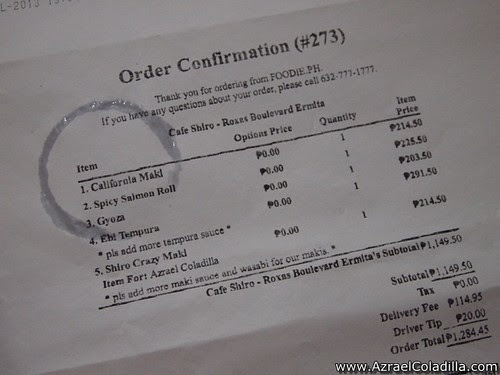 L-2013
Order Confirmation (#273)
Thank you for ordering from FOODIE.PH.
If you have any questions about your order, please call 632-777-1777.
Cafe Shiro - Roxas Boulevard Ermita
Item Options Price Quantity Item Price
1. California Maki ₱0.00 1 ₱214.50
2. Spicy Salmon Roll ₱0.00 1 ₱225.50
3. Gyoza ₱0.00 1 ₱203.50
4. Ebi Tempura ₱0.00 1 ₱291.50
* pls add more tempura sauce *
5. Shiro Crazy Maki ₱0.00 1 ₱214.50
Item For: Azrael Coladilla
* pls add more maki sauce and wasabi for our makis. *
Cafe Shiro - Roxas Boulevard Ermita's Subtotal ₱1,149.50
Subtotal ₱1,149.50
Tax ₱0.00
Delivery Fee ₱114.95
Driver Tip ₱20.00
Order Total ₱1,284.45
www.AzraelColadilla.com